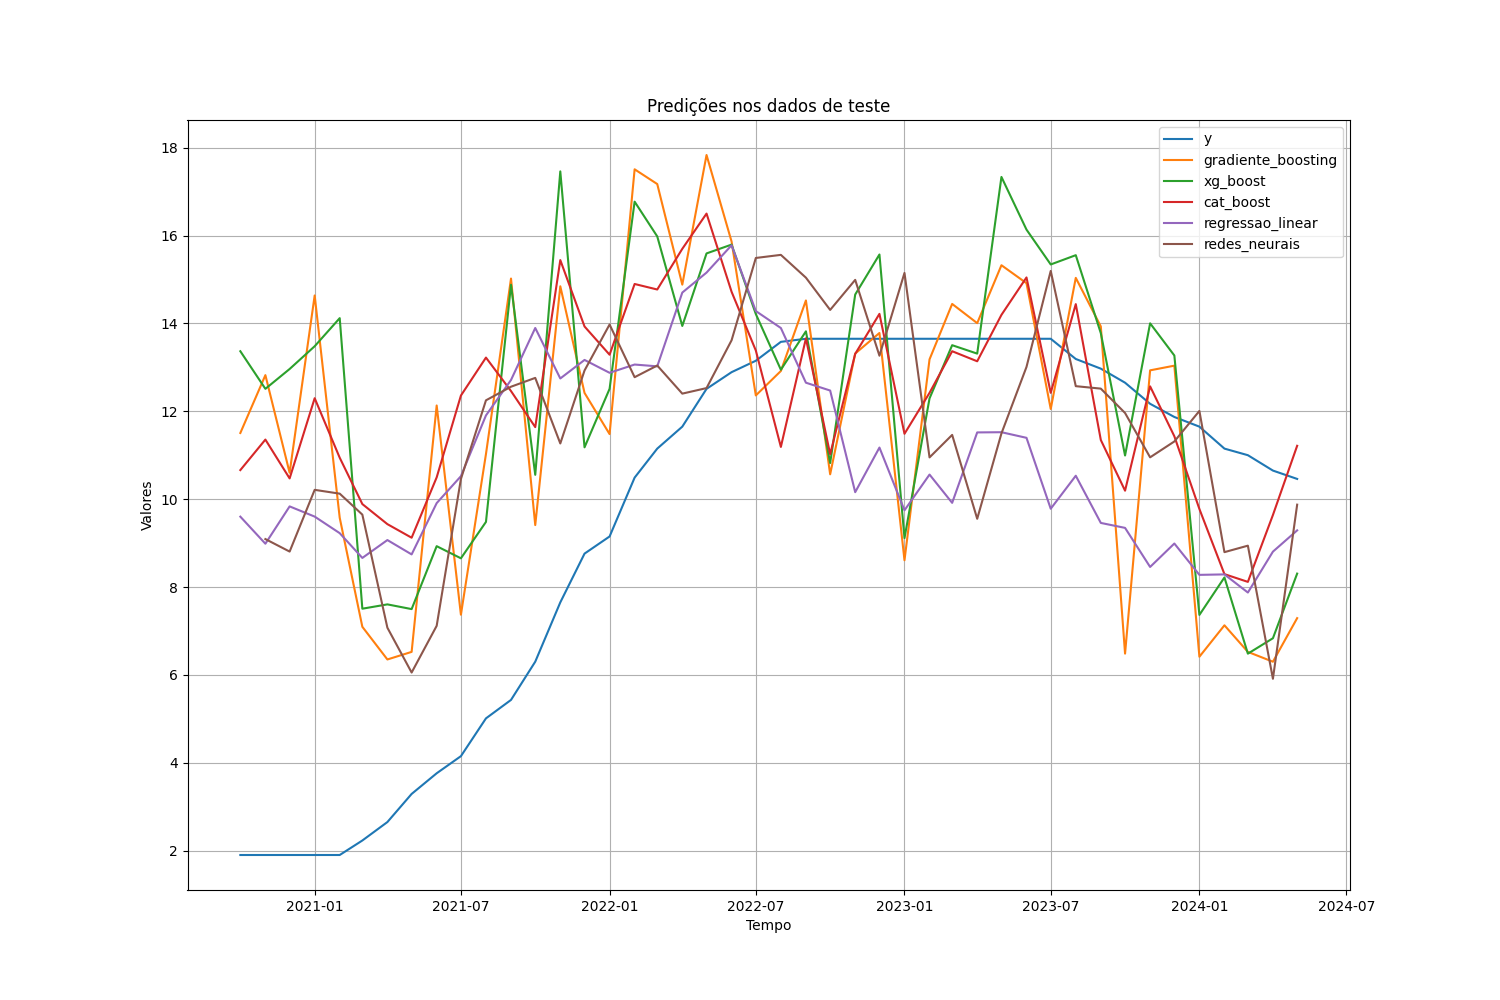 Predições nos dados de teste
y
gradiente_boosting
xg_boost
cat_boost
regressao_linear
redes_neurais
Valores
18
16
14
12
10
8
6
4
2
2021-01
2021-07
2022-01
2022-07
2023-01
2023-07
2024-01
2024-07
Tempo